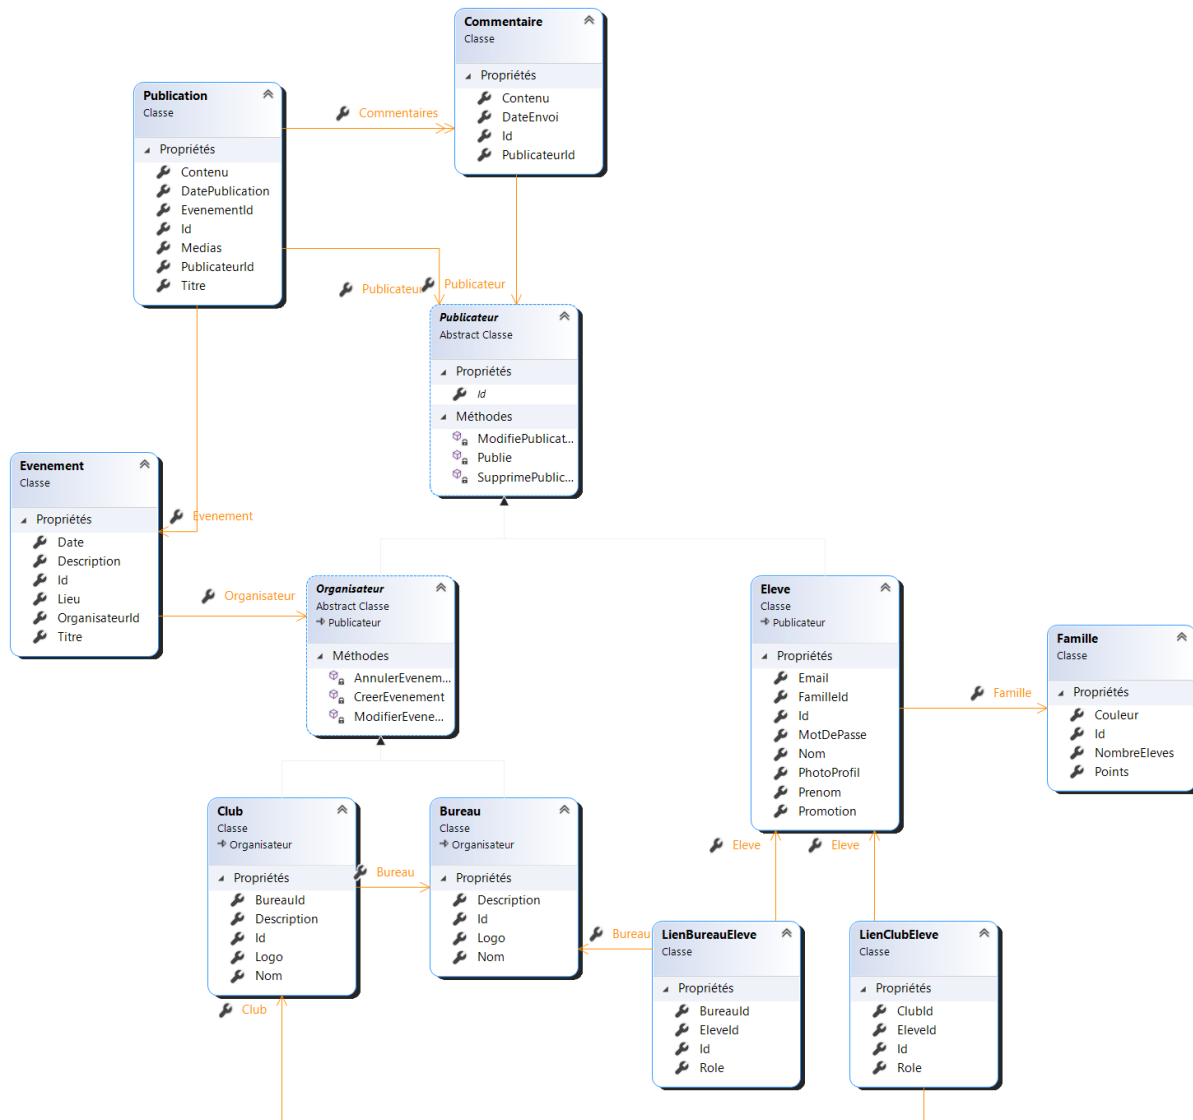 Commentaire
Classe
Propriétés
Contenu
DateEnvoi
Id
PublicateurId
Publication
Classe
Propriétés
Contenu
DatePublication
EvenementId
Id
Medias
PublicateurId
Titre
Commentaires
Publicateur
Publicateur
Publicateur
Abstract Classe
Propriétés
Id
Méthodes
ModifiePublicat...
Publie
SupprimePublic...
Evenement
Classe
Propriétés
Date
Description
Id
Lieu
OrganisateurId
Titre
Evenement
Organisateur
Organisateur
Abstract Classe
Publicateur
Méthodes
AnnulerEvenem...
CreerEvenement
ModifierEvene...
Eleve
Classe
Publicateur
Propriétés
Email
FamilleId
Id
MotDePasse
Nom
PhotoProfil
Prenom
Promotion
Famille
Famille
Classe
Propriétés
Couleur
Id
NombreEleves
Points
Club
Classe
Organisateur
Propriétés
BureauId
Description
Id
Logo
Nom
Bureau
Bureau
Classe
Organisateur
Propriétés
Description
Id
Logo
Nom
Eleve
Eleve
Bureau
LienBureauEleve
Classe
Propriétés
BureauId
EleveId
Id
Role
LienClubEleve
Classe
Propriétés
ClubId
EleveId
Id
Role
Club